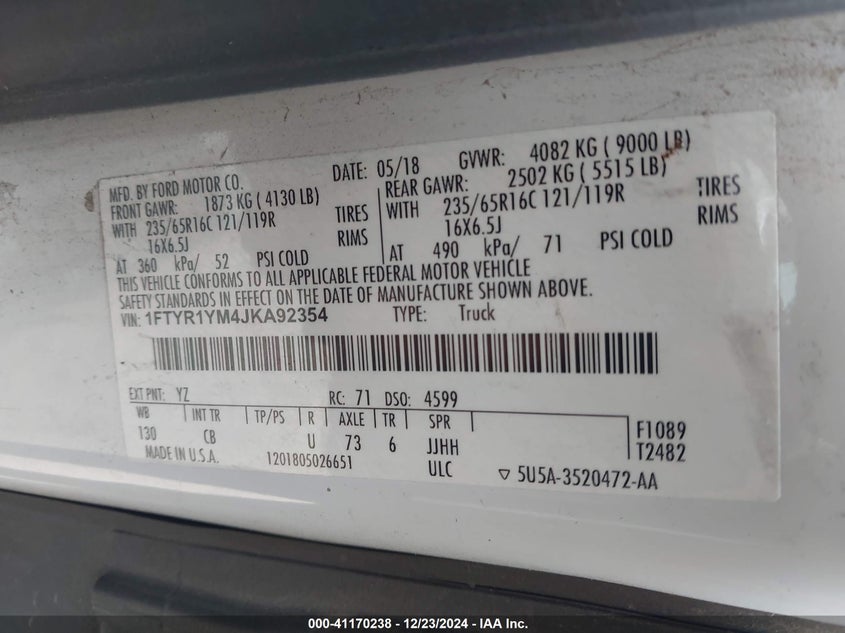 MFD. BY FORD MOTOR CO. DATE: 05/18 GVWR: 4082 KG ( 9000 LB)
FRONT GAWR: 1873 KG ( 4130 LB) REAR GAWR: 2502 KG ( 5515 LB)
WITH 235/65R16C 121/119R TIRES WITH 235/65R16C 121/119R TIRES
16X6.5J RIMS 16X6.5J RIMS
AT 360 kPa/ 52 PSI COLD AT 490 kPa/ 71 PSI COLD
THIS VEHICLE CONFORMS TO ALL APPLICABLE FEDERAL MOTOR VEHICLE
SAFETY STANDARDS IN EFFECT ON THE DATE OF MANUFACTURE SHOWN ABOVE.
VIN: 1FTYR1YM4JKA92354 TYPE: Truck
EXT PNT: YZ RC: 71 DSO: 4599
WB INT TR TP/PS R AXLE TR SPR
130 CB U 73 6 JJHH F1089
T2482
MADE IN U.S.A. 1201805026651 ULC ▽ 5U5A-3520472-AA
000-41170238 - 12/23/2024 - IAA Inc.